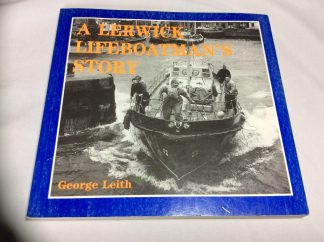 A LERWICK
LIFEBOATMAN'S
STORY
George Leith